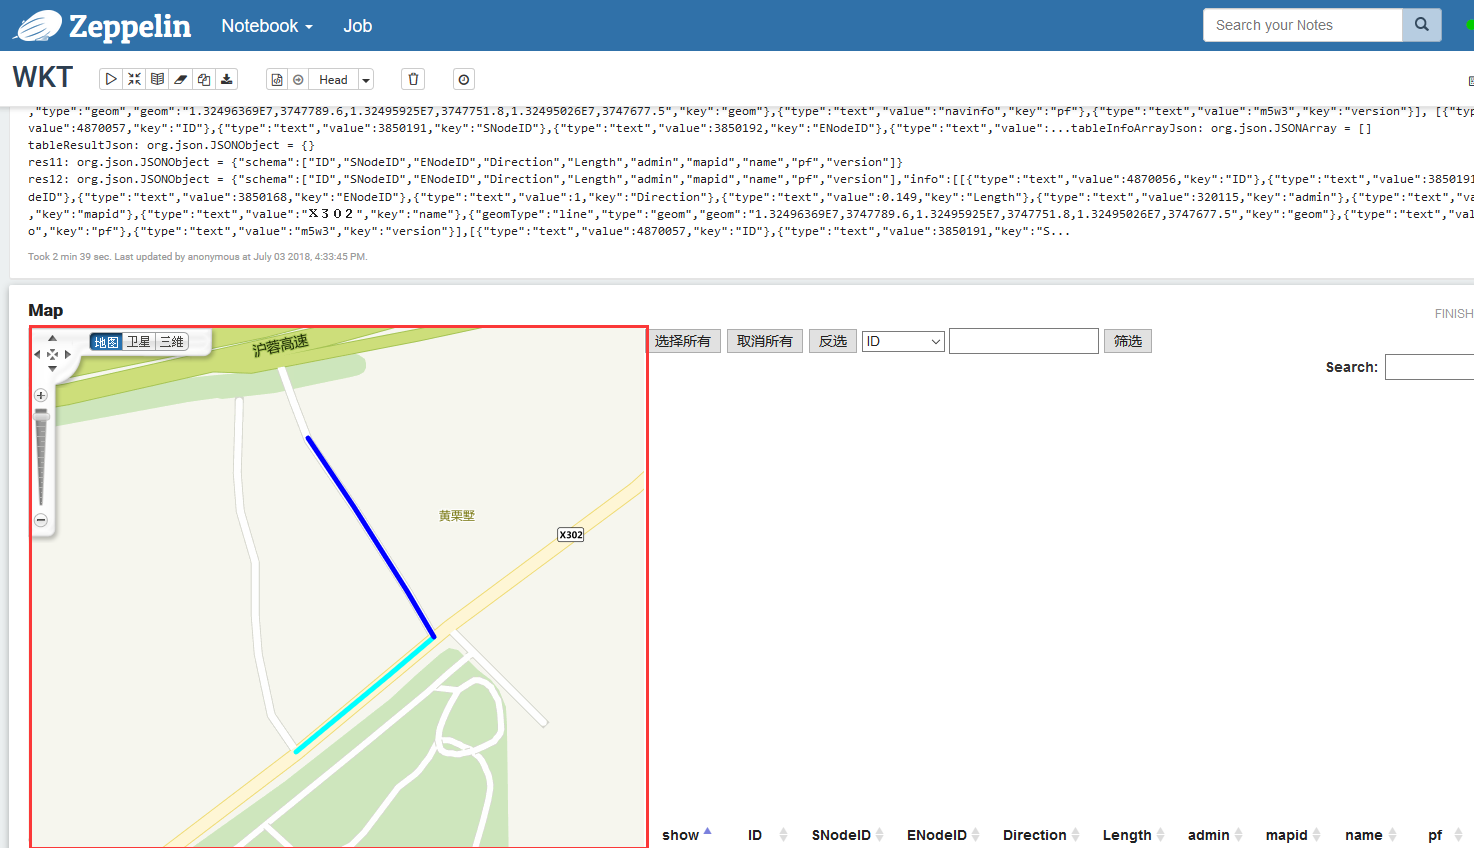 Zeppelin Notebook Job Search your Notes
WKT Head
,"type":"geom","geom":"1.32496369E7,3747789.6,1.32495925E7,3747751.8,1.32495026E7,3747677.5","key":"geom"},{"type":"text","value":"navinfo","key":"pf"},{"type":"text","value":"m5w3","key":"version"}], [{"typ
value":4870057,"key":"ID"},{"type":"text","value":3850191,"key":"SNodeID"},{"type":"text","value":3850192,"key":"ENodeID"},{"type":"text","value":...tableInfoArrayJson: org.json.JSONArray = []
tableResultJson: org.json.JSONObject = {}
res11: org.json.JSONObject = {"schema":["ID","SNodeID","ENodeID","Direction","Length","admin","mapid","name","pf","version"]}
res12: org.json.JSONObject = {"schema":["ID","SNodeID","ENodeID","Direction","Length","admin","mapid","name","pf","version"],"info":[[{"type":"text","value":4870056,"key":"ID"},{"type":"text","value":3850191
deID"},{"type":"text","value":3850168,"key":"ENodeID"},{"type":"text","value":1,"key":"Direction"},{"type":"text","value":0.149,"key":"Length"},{"type":"text","value":320115,"key":"admin"},{"type":"text","va
,"key":"mapid"},{"type":"text","value":"Ｘ３０２","key":"name"},{"geomType":"line","type":"geom","geom":"1.32496369E7,3747789.6,1.32495925E7,3747751.8,1.32495026E7,3747677.5","key":"geom"},{"type":"text","va
o","key":"pf"},{"type":"text","value":"m5w3","key":"version"}],[{"type":"text","value":4870057,"key":"ID"},{"type":"text","value":3850191,"key":"S...
Took 2 min 39 sec. Last updated by anonymous at July 03 2018, 4:33:45 PM.
Map
FINISH
地图 卫星 三维
沪蓉高速
选择所有 取消所有 反选 ID 筛选
Search:
黄栗墅
X302
show ID SNodeID ENodeID Direction Length admin mapid name pf